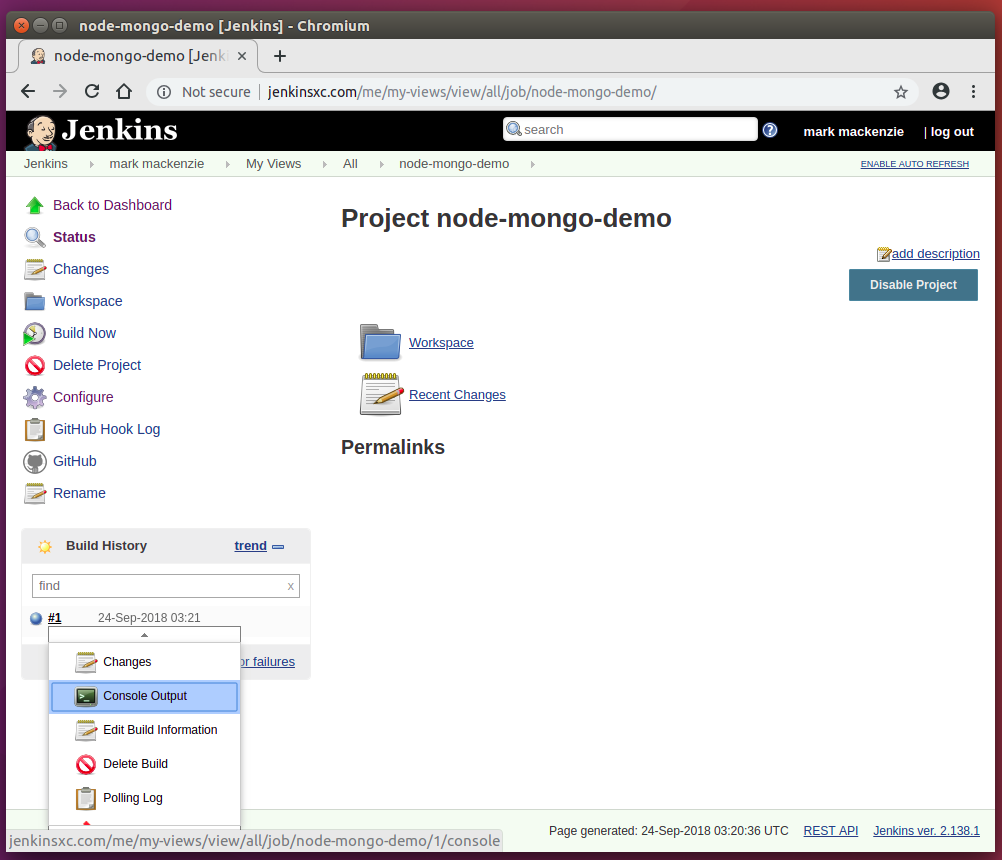 node-mongo-demo [Jenkins] - Chromium
node-mongo-demo [Jenk
Not secure jenkinsxc.com/me/my-views/view/all/job/node-mongo-demo/
Jenkins search ? mark mackenzie | log out
Jenkins mark mackenzie My Views All node-mongo-demo ENABLE AUTO REFRESH
Back to Dashboard
Status
Changes
Workspace
Build Now
Delete Project
Configure
GitHub Hook Log
GitHub
Rename
Project node-mongo-demo
add description
Disable Project
Workspace
Recent Changes
Permalinks
Build History trend
find x
#1 24-Sep-2018 03:21
or failures
Changes
Console Output
Edit Build Information
Delete Build
Polling Log
jenkinsxc.com/me/my-views/view/all/job/node-mongo-demo/1/console
Page generated: 24-Sep-2018 03:20:36 UTC REST API Jenkins ver. 2.138.1